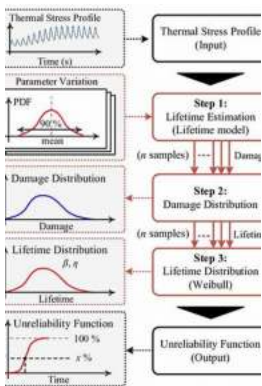 Thermal Stress Profile
Time (s)
Thermal Stress Profile
(Input)
Parameter Variation
PDF
90%
mean
Step 1:
Lifetime Estimation
(Lifetime model)
(n samples)
Damage Distribution
Damage
Step 2:
Damage Distribution
(n samples)
Lifetime Distribution
β, η
Lifetime
Step 3:
Lifetime Distribution
(Weibull)
Unreliability Function
100 %
x %
Time
Unreliability Function
(Output)